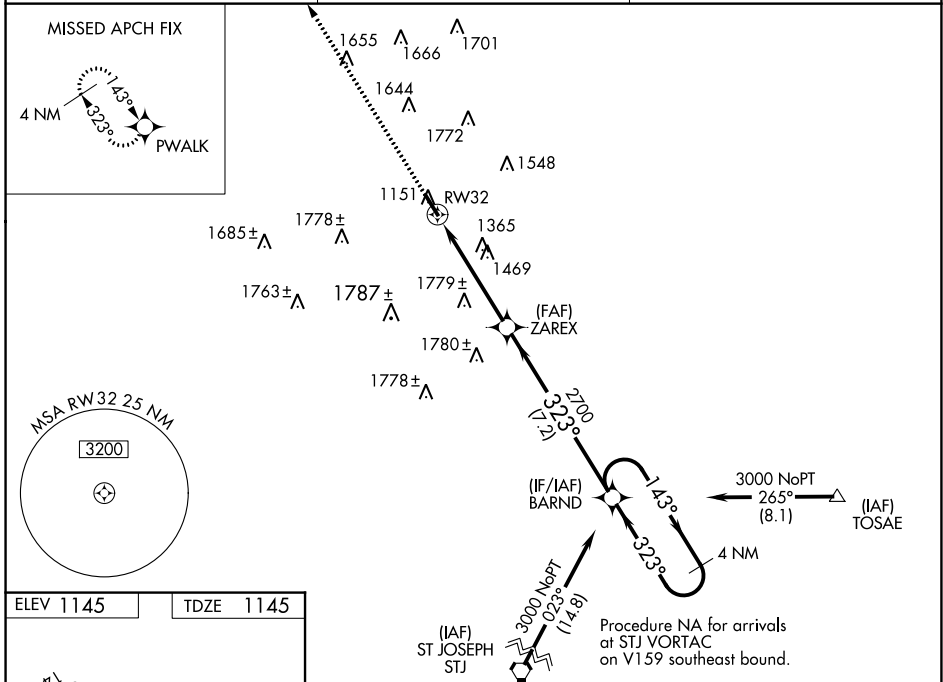 MISSED APCH FIX
4 NM
143°
323°
PWALK
1655
1666
1701
1644
1772
1548
1151
RW32
1365
1469
1685±
1778±
1763±
1787±
1779±
(FAF)
ZAREX
1780±
1778±
2700
323°
(7.2)
MSA RW32 25 NM
3200
(IF/IAF)
BARND
143°
323°
4 NM
3000 NoPT
265°
(8.1)
(IAF)
TOSAE
3000 NoPT
023°
(14.8)
(IAF)
ST JOSEPH
STJ
Procedure NA for arrivals
at STJ VORTAC
on V159 southeast bound.
ELEV 1145
TDZE 1145